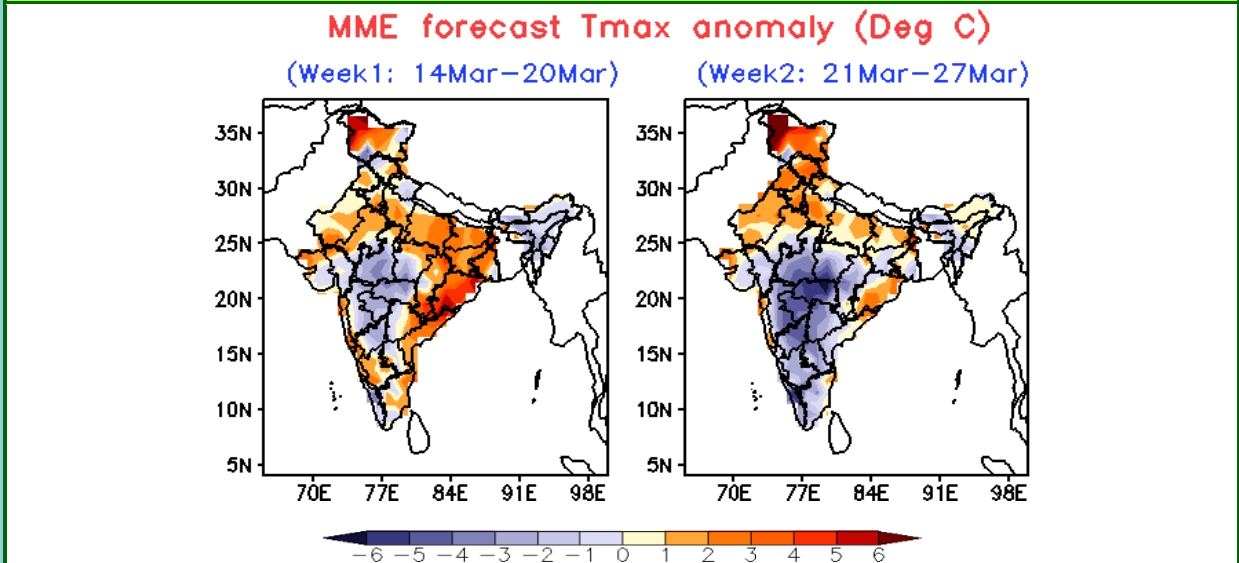 MME forecast Tmax anomaly (Deg C)
(Week1: 14Mar−20Mar) (Week2: 21Mar−27Mar)
35N 35N
30N 30N
25N 25N
20N 20N
15N 15N
10N 10N
5N 5N
70E 77E 84E 91E 98E 70E 77E 84E 91E 98E
−6 −5 −4 −3 −2 −1 0 1 2 3 4 5 6